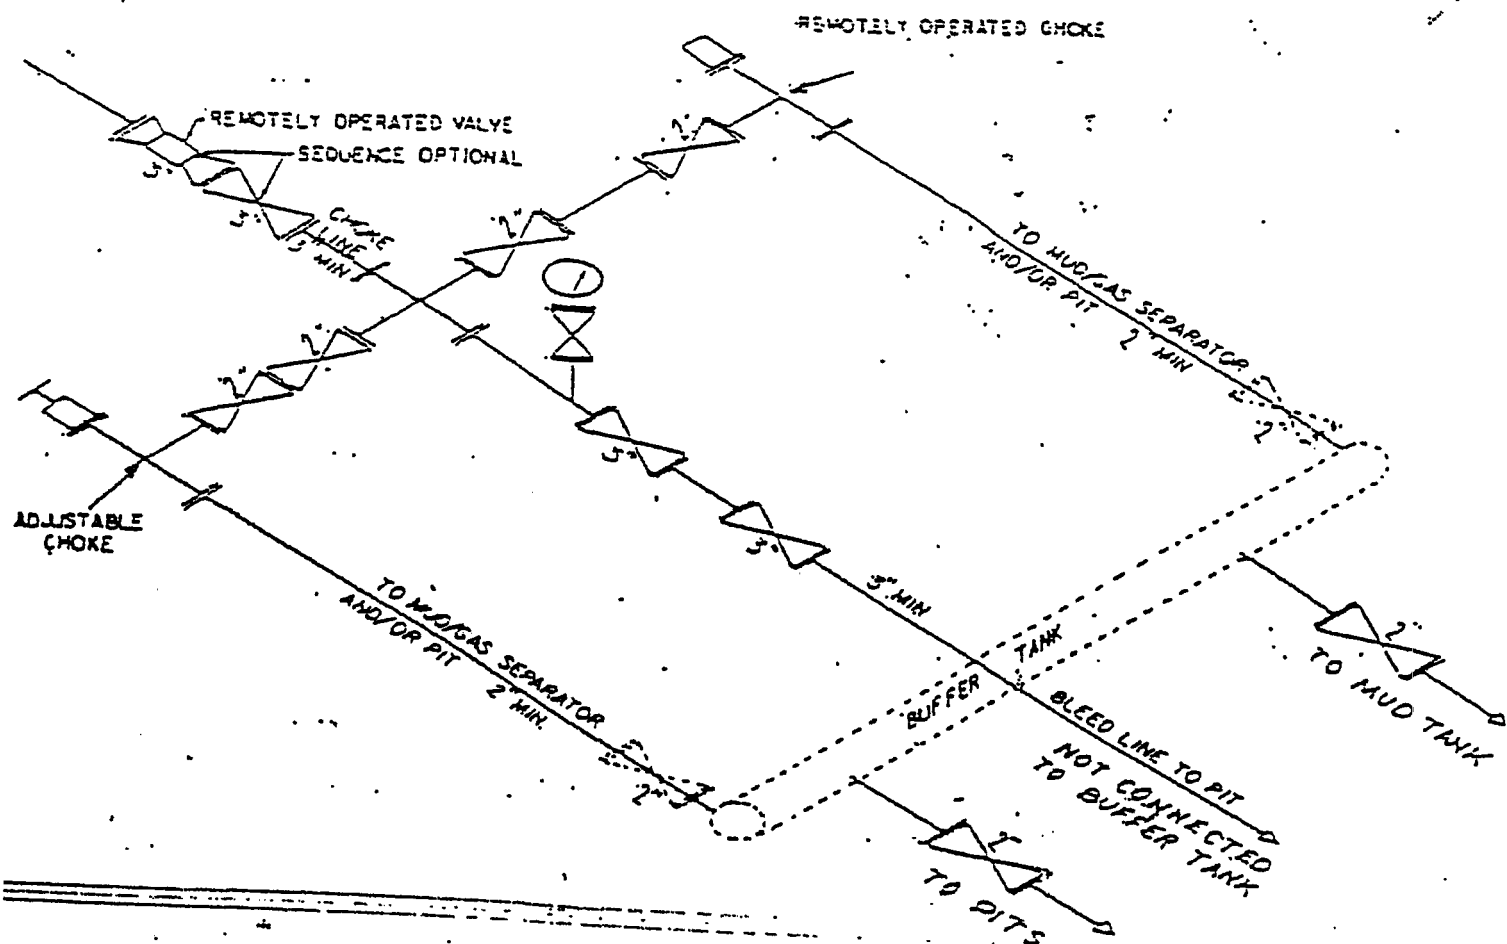 REMOTELY OPERATED CHOKE
REMOTELY OPERATED VALVE
SEQUENCE OPTIONAL
3"
3"
CHOKE
LINE
3 MIN
2"
2"
2"
2"
TO MUD/GAS SEPARATOR
AND/OR PIT 2" MIN
2"
ADJUSTABLE
CHOKE
3"
3"
3" MIN
TO MUD/GAS SEPARATOR
AND/OR PIT 2" MIN.
2"
BUFFER TANK
2"
TO MUD TANK
BLEED LINE TO PIT
NOT CONNECTED
TO BUFFER TANK
TO PITS